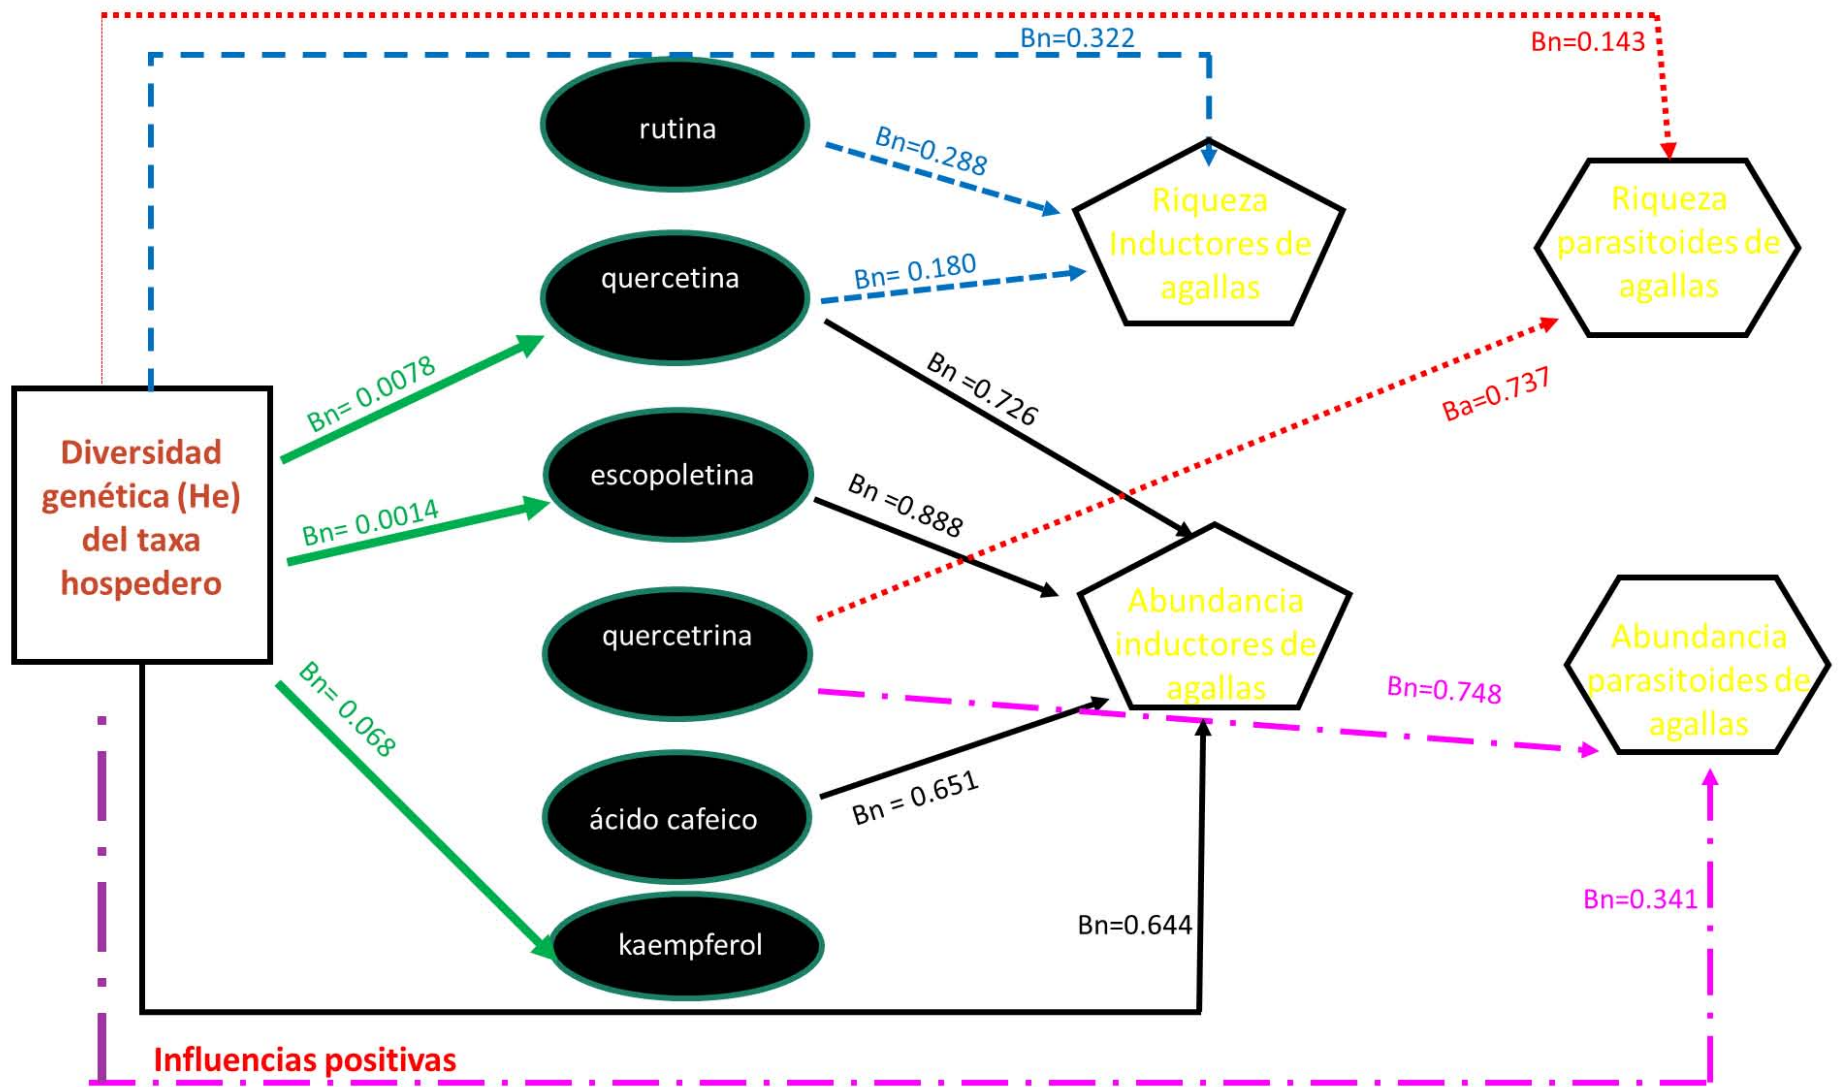 Bn=0.322
Bn=0.143
rutina
Bn=0.288
Riqueza
Inductores de
agallas
Riqueza
parasitoides de
agallas
quercetina
Bn= 0.180
Bn= 0.0078
Bn =0.726
Ba=0.737
Diversidad
genética (He)
del taxa
hospedero
escopoletina
Bn =0.888
Bn= 0.0014
quercetrina
Abundancia
inductores de
agallas
Abundancia
parasitoides de
agallas
Bn=0.748
Bn= 0.068
ácido cafeico
Bn = 0.651
Bn=0.341
Bn=0.644
kaempferol
Influencias positivas